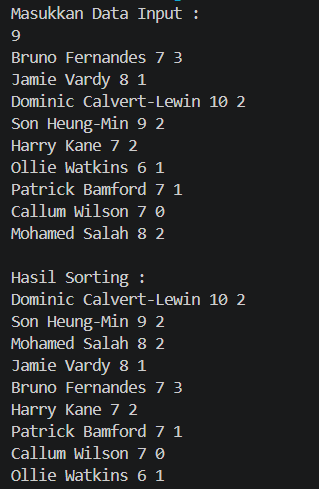 Masukkan Data Input :
9
Bruno Fernandes 7 3
Jamie Vardy 8 1
Dominic Calvert-Lewin 10 2
Son Heung-Min 9 2
Harry Kane 7 2
Ollie Watkins 6 1
Patrick Bamford 7 1
Callum Wilson 7 0
Mohamed Salah 8 2

Hasil Sorting :
Dominic Calvert-Lewin 10 2
Son Heung-Min 9 2
Mohamed Salah 8 2
Jamie Vardy 8 1
Bruno Fernandes 7 3
Harry Kane 7 2
Patrick Bamford 7 1
Callum Wilson 7 0
Ollie Watkins 6 1